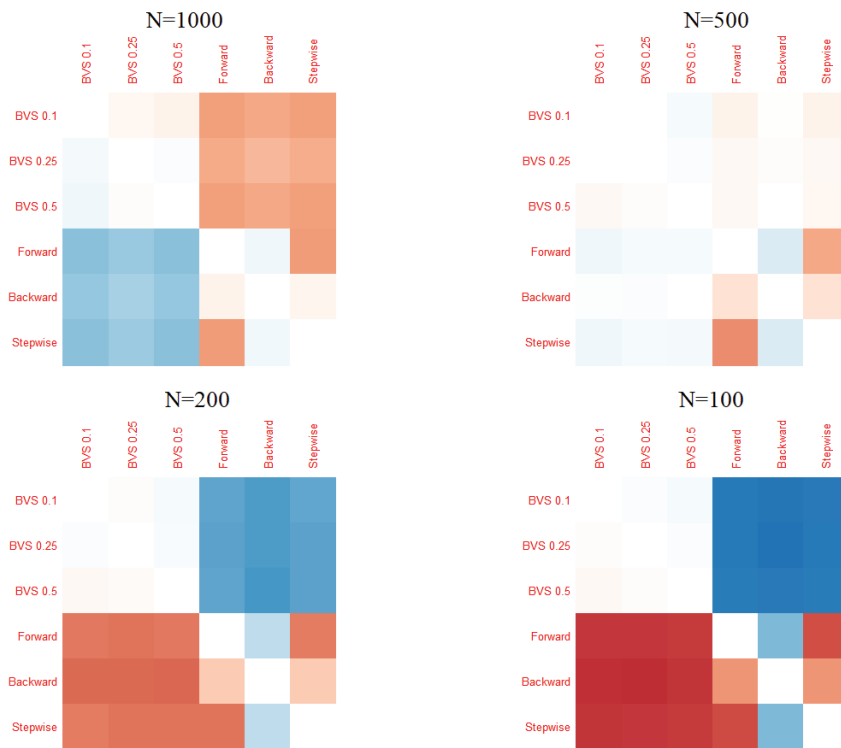 N=1000
BVS 0.1
BVS 0.25
BVS 0.5
Forward
Backward
Stepwise
BVS 0.1
BVS 0.25
BVS 0.5
Forward
Backward
Stepwise
N=500
BVS 0.1
BVS 0.25
BVS 0.5
Forward
Backward
Stepwise
BVS 0.1
BVS 0.25
BVS 0.5
Forward
Backward
Stepwise
N=200
BVS 0.1
BVS 0.25
BVS 0.5
Forward
Backward
Stepwise
BVS 0.1
BVS 0.25
BVS 0.5
Forward
Backward
Stepwise
N=100
BVS 0.1
BVS 0.25
BVS 0.5
Forward
Backward
Stepwise
BVS 0.1
BVS 0.25
BVS 0.5
Forward
Backward
Stepwise